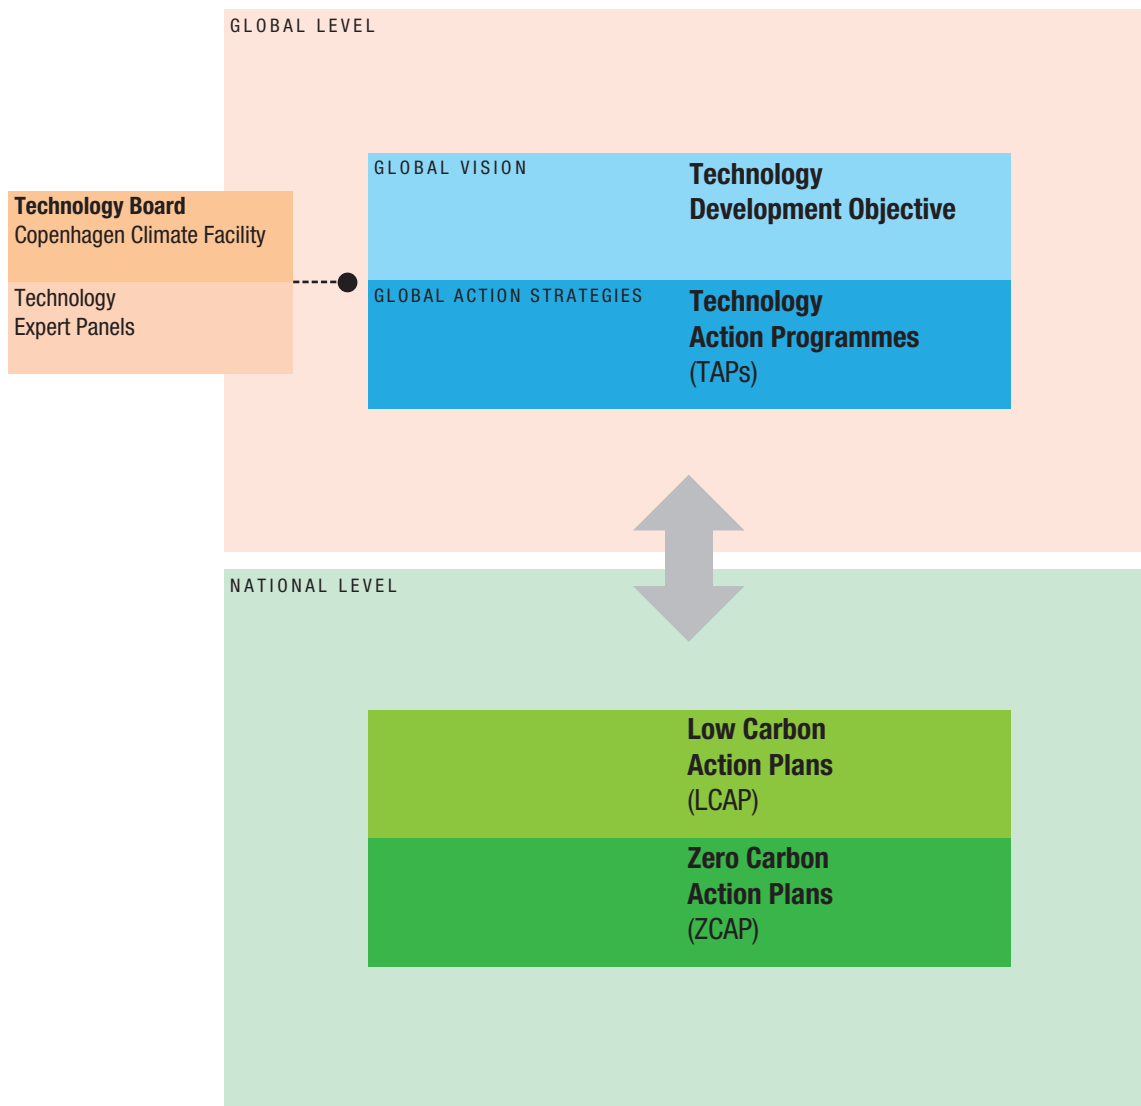 GLOBAL LEVEL
Technology Board
Copenhagen Climate Facility
Technology
Expert Panels
GLOBAL VISION
Technology
Development Objective
GLOBAL ACTION STRATEGIES
Technology
Action Programmes
(TAPs)
NATIONAL LEVEL
Low Carbon
Action Plans
(LCAP)
Zero Carbon
Action Plans
(ZCAP)